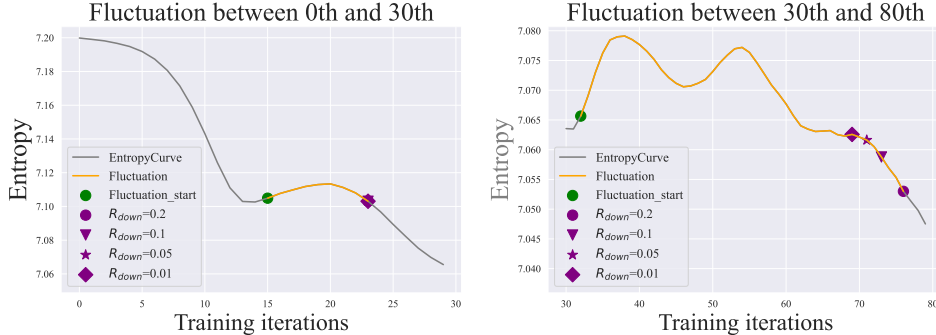 Fluctuation between 0th and 30th
7.20
7.18
7.16
7.14
7.12
7.10
7.08
7.06
Entropy
EntropyCurve
Fluctuation
Fluctuation_start
R_down=0.2
R_down=0.1
R_down=0.05
R_down=0.01
0 5 10 15 20 25 30
Training iterations
Fluctuation between 30th and 80th
7.080
7.075
7.070
7.065
7.060
7.055
7.050
7.045
7.040
Entropy
EntropyCurve
Fluctuation
Fluctuation_start
R_down=0.2
R_down=0.1
R_down=0.05
R_down=0.01
30 40 50 60 70 80
Training iterations